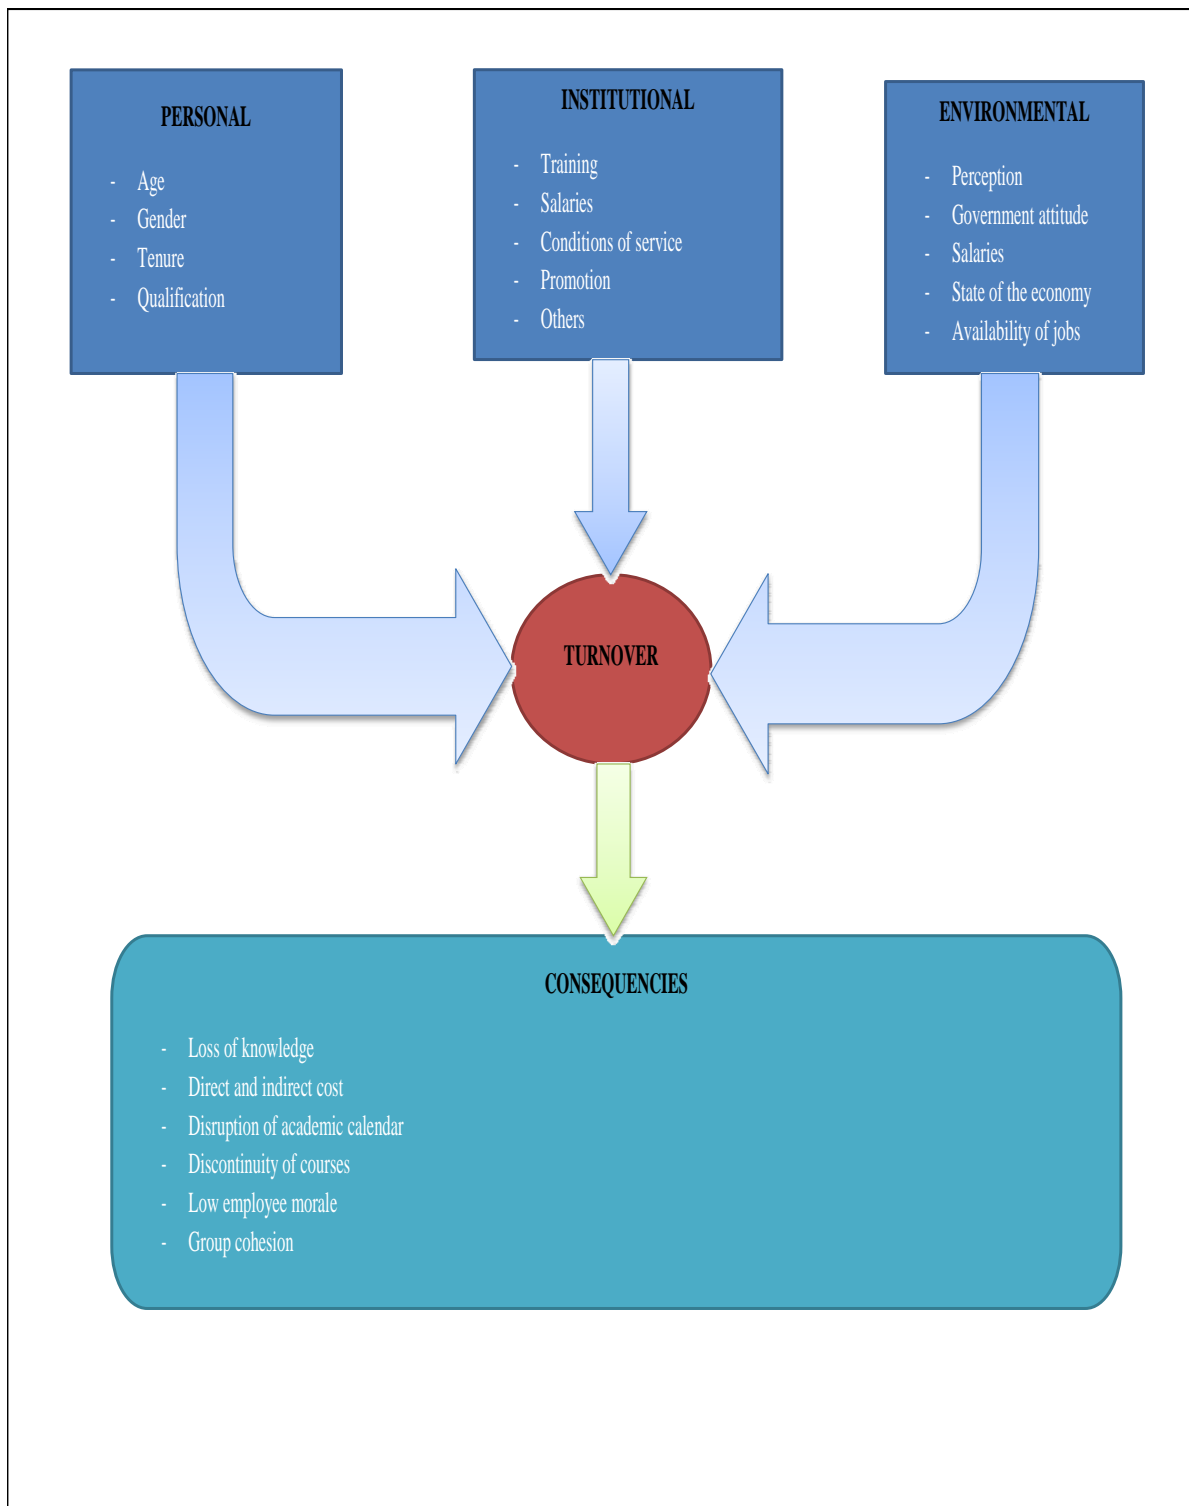 PERSONAL
- Age
- Gender
- Tenure
- Qualification
INSTITUTIONAL
- Training
- Salaries
- Conditions of service
- Promotion
- Others
ENVIRONMENTAL
- Perception
- Government attitude
- Salaries
- State of the economy
- Availability of jobs
TURNOVER
CONSEQUENCIES
- Loss of knowledge
- Direct and indirect cost
- Disruption of academic calendar
- Discontinuity of courses
- Low employee morale
- Group cohesion